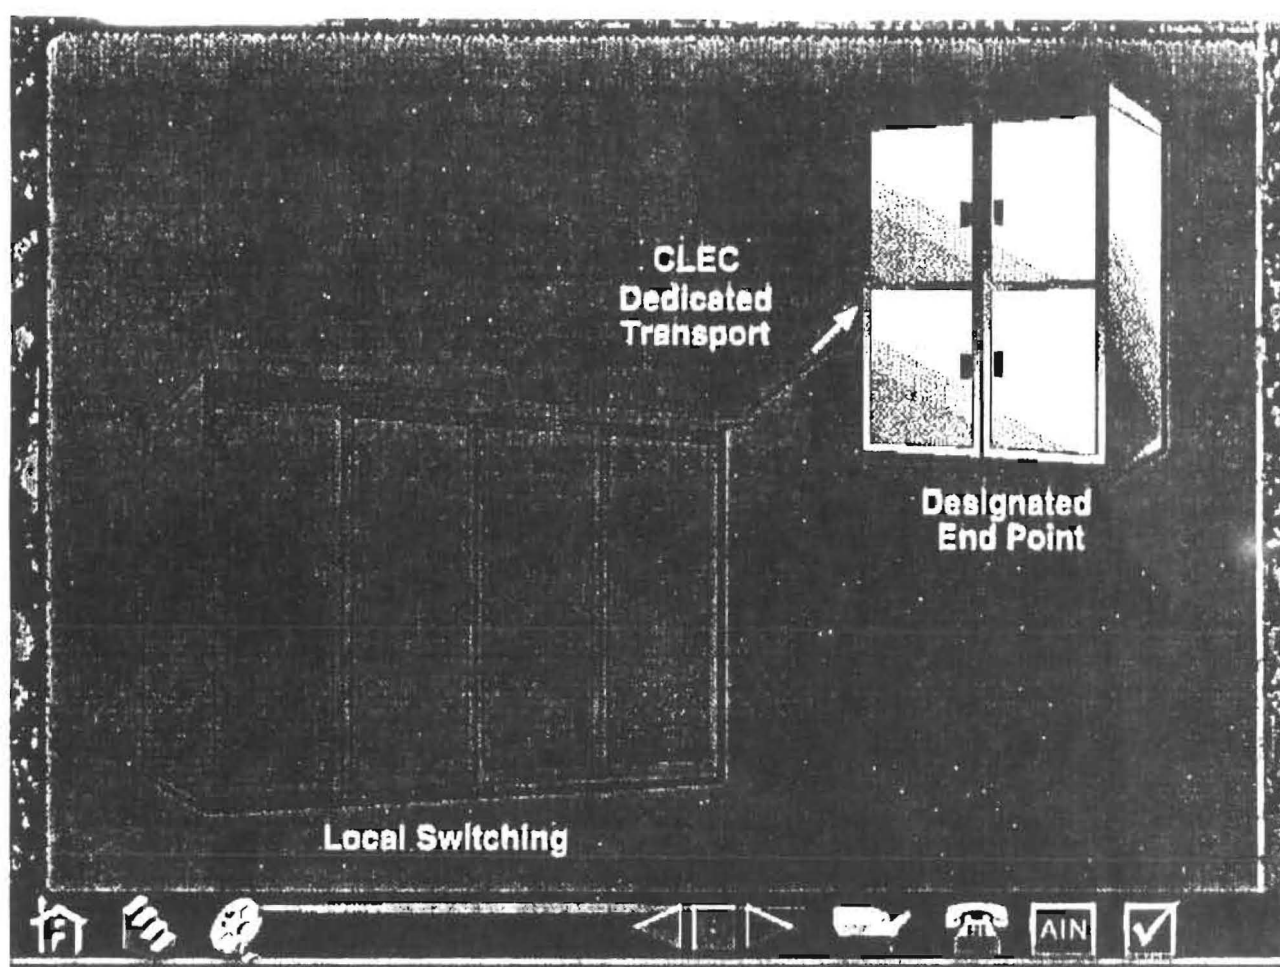 CLEC
Dedicated
Transport
Designated
End Point
Local Switching
AIN